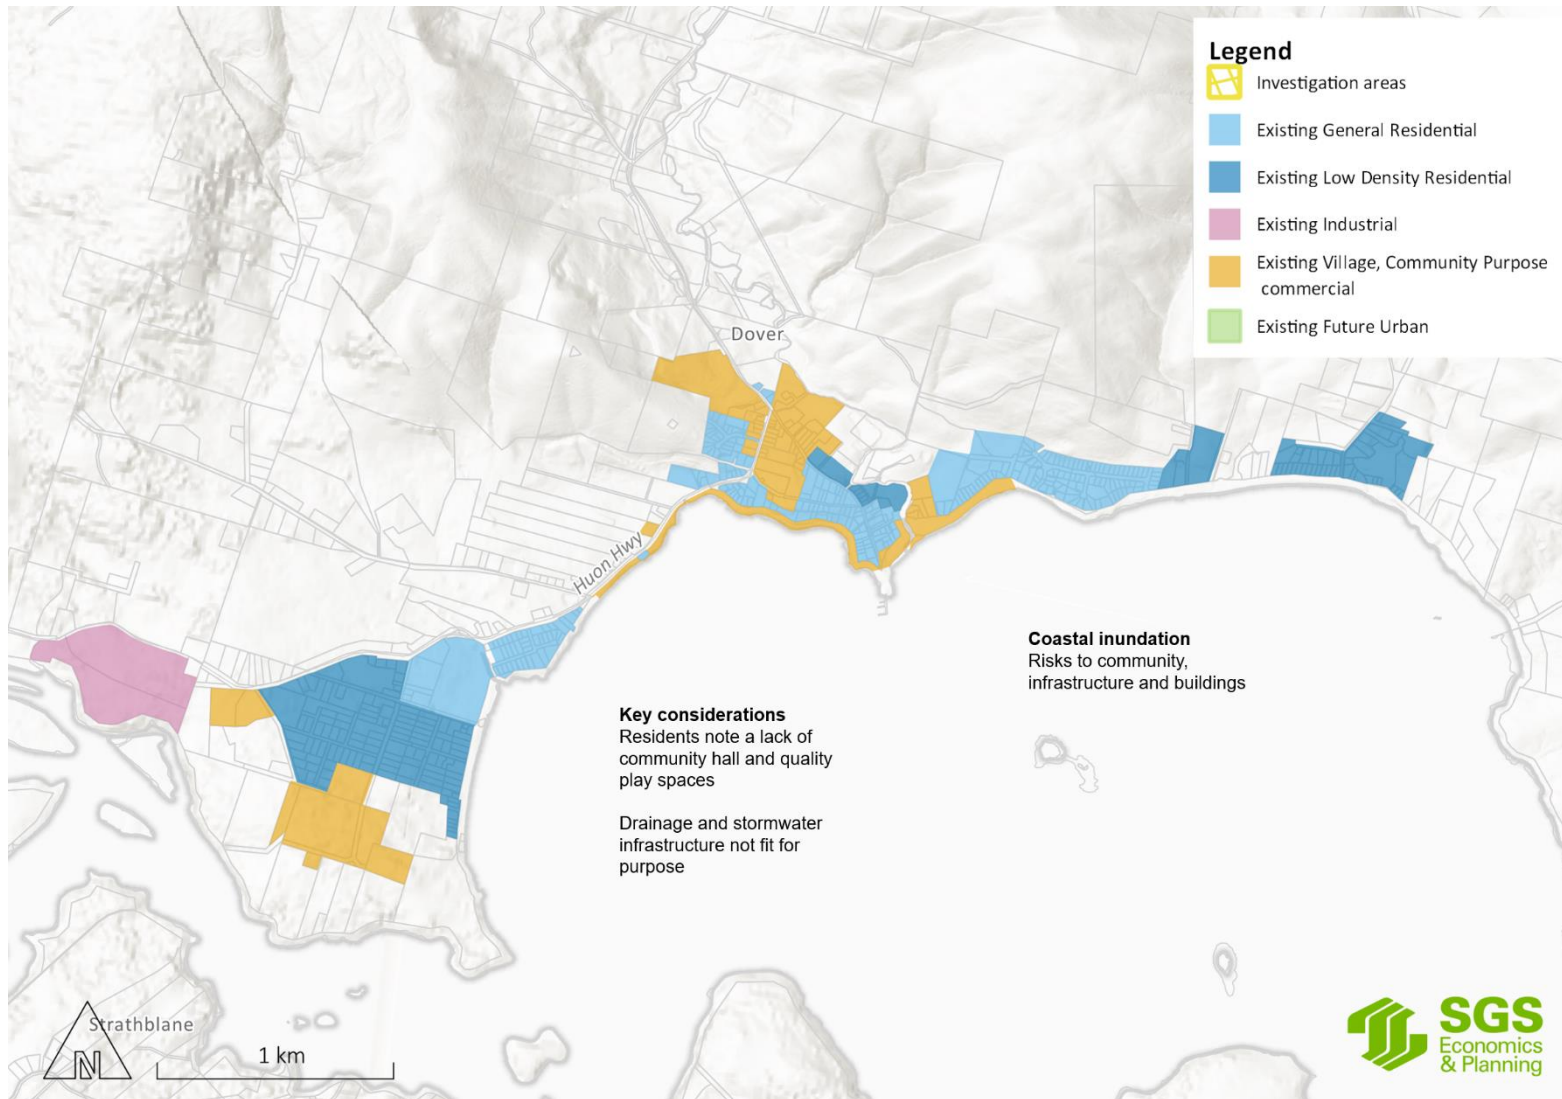 Legend
Investigation areas
Existing General Residential
Existing Low Density Residential
Existing Industrial
Existing Village, Community Purpose
commercial
Existing Future Urban
Dover
Huon Hwy
Coastal inundation
Risks to community,
infrastructure and buildings
Key considerations
Residents note a lack of
community hall and quality
play spaces
Drainage and stormwater
infrastructure not fit for
purpose
Strathblane
N
1 km
SGS
Economics
& Planning